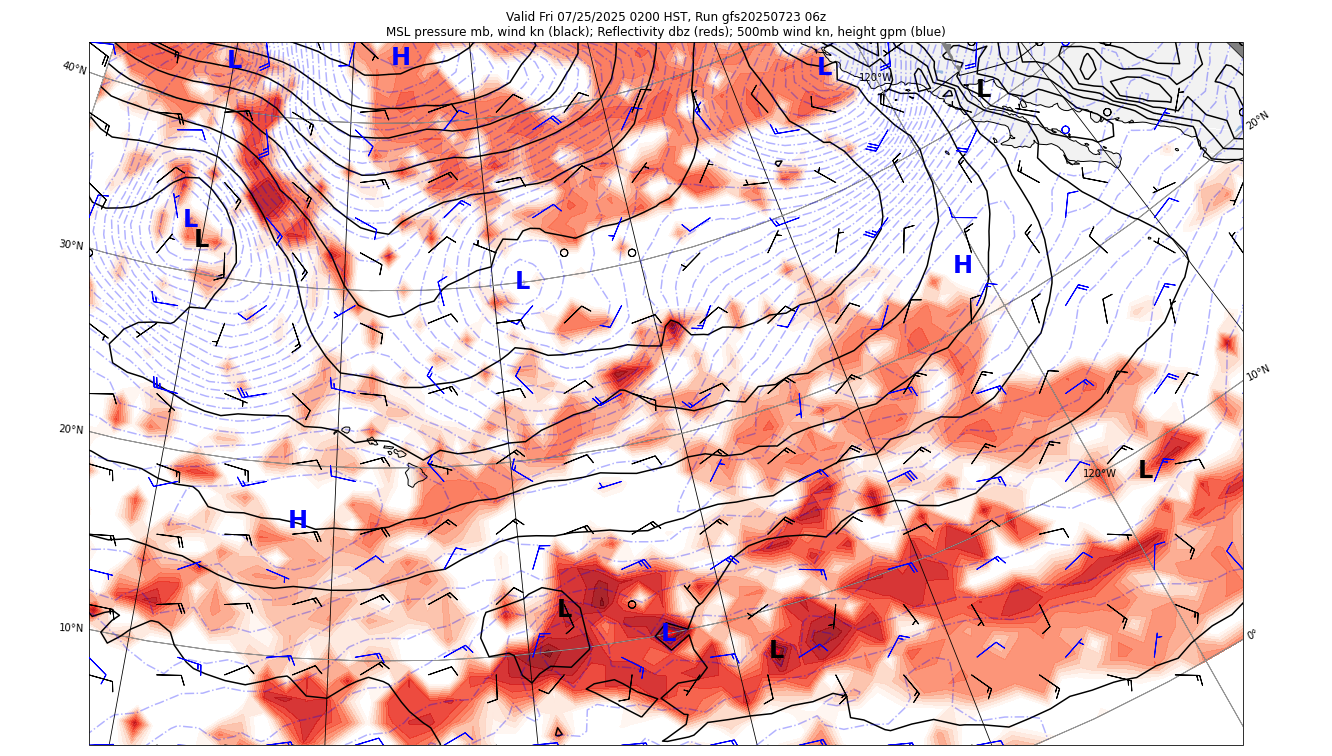 Valid Fri 07/25/2025 0200 HST, Run gfs20250723 06z
MSL pressure mb, wind kn (black); Reflectivity dbz (reds); 500mb wind kn, height gpm (blue)
L
H
L
120°W
L
40°N
20°N
L
L
30°N
H
L
10°N
20°N
120°W
L
H
L
10°N
L
0°
L